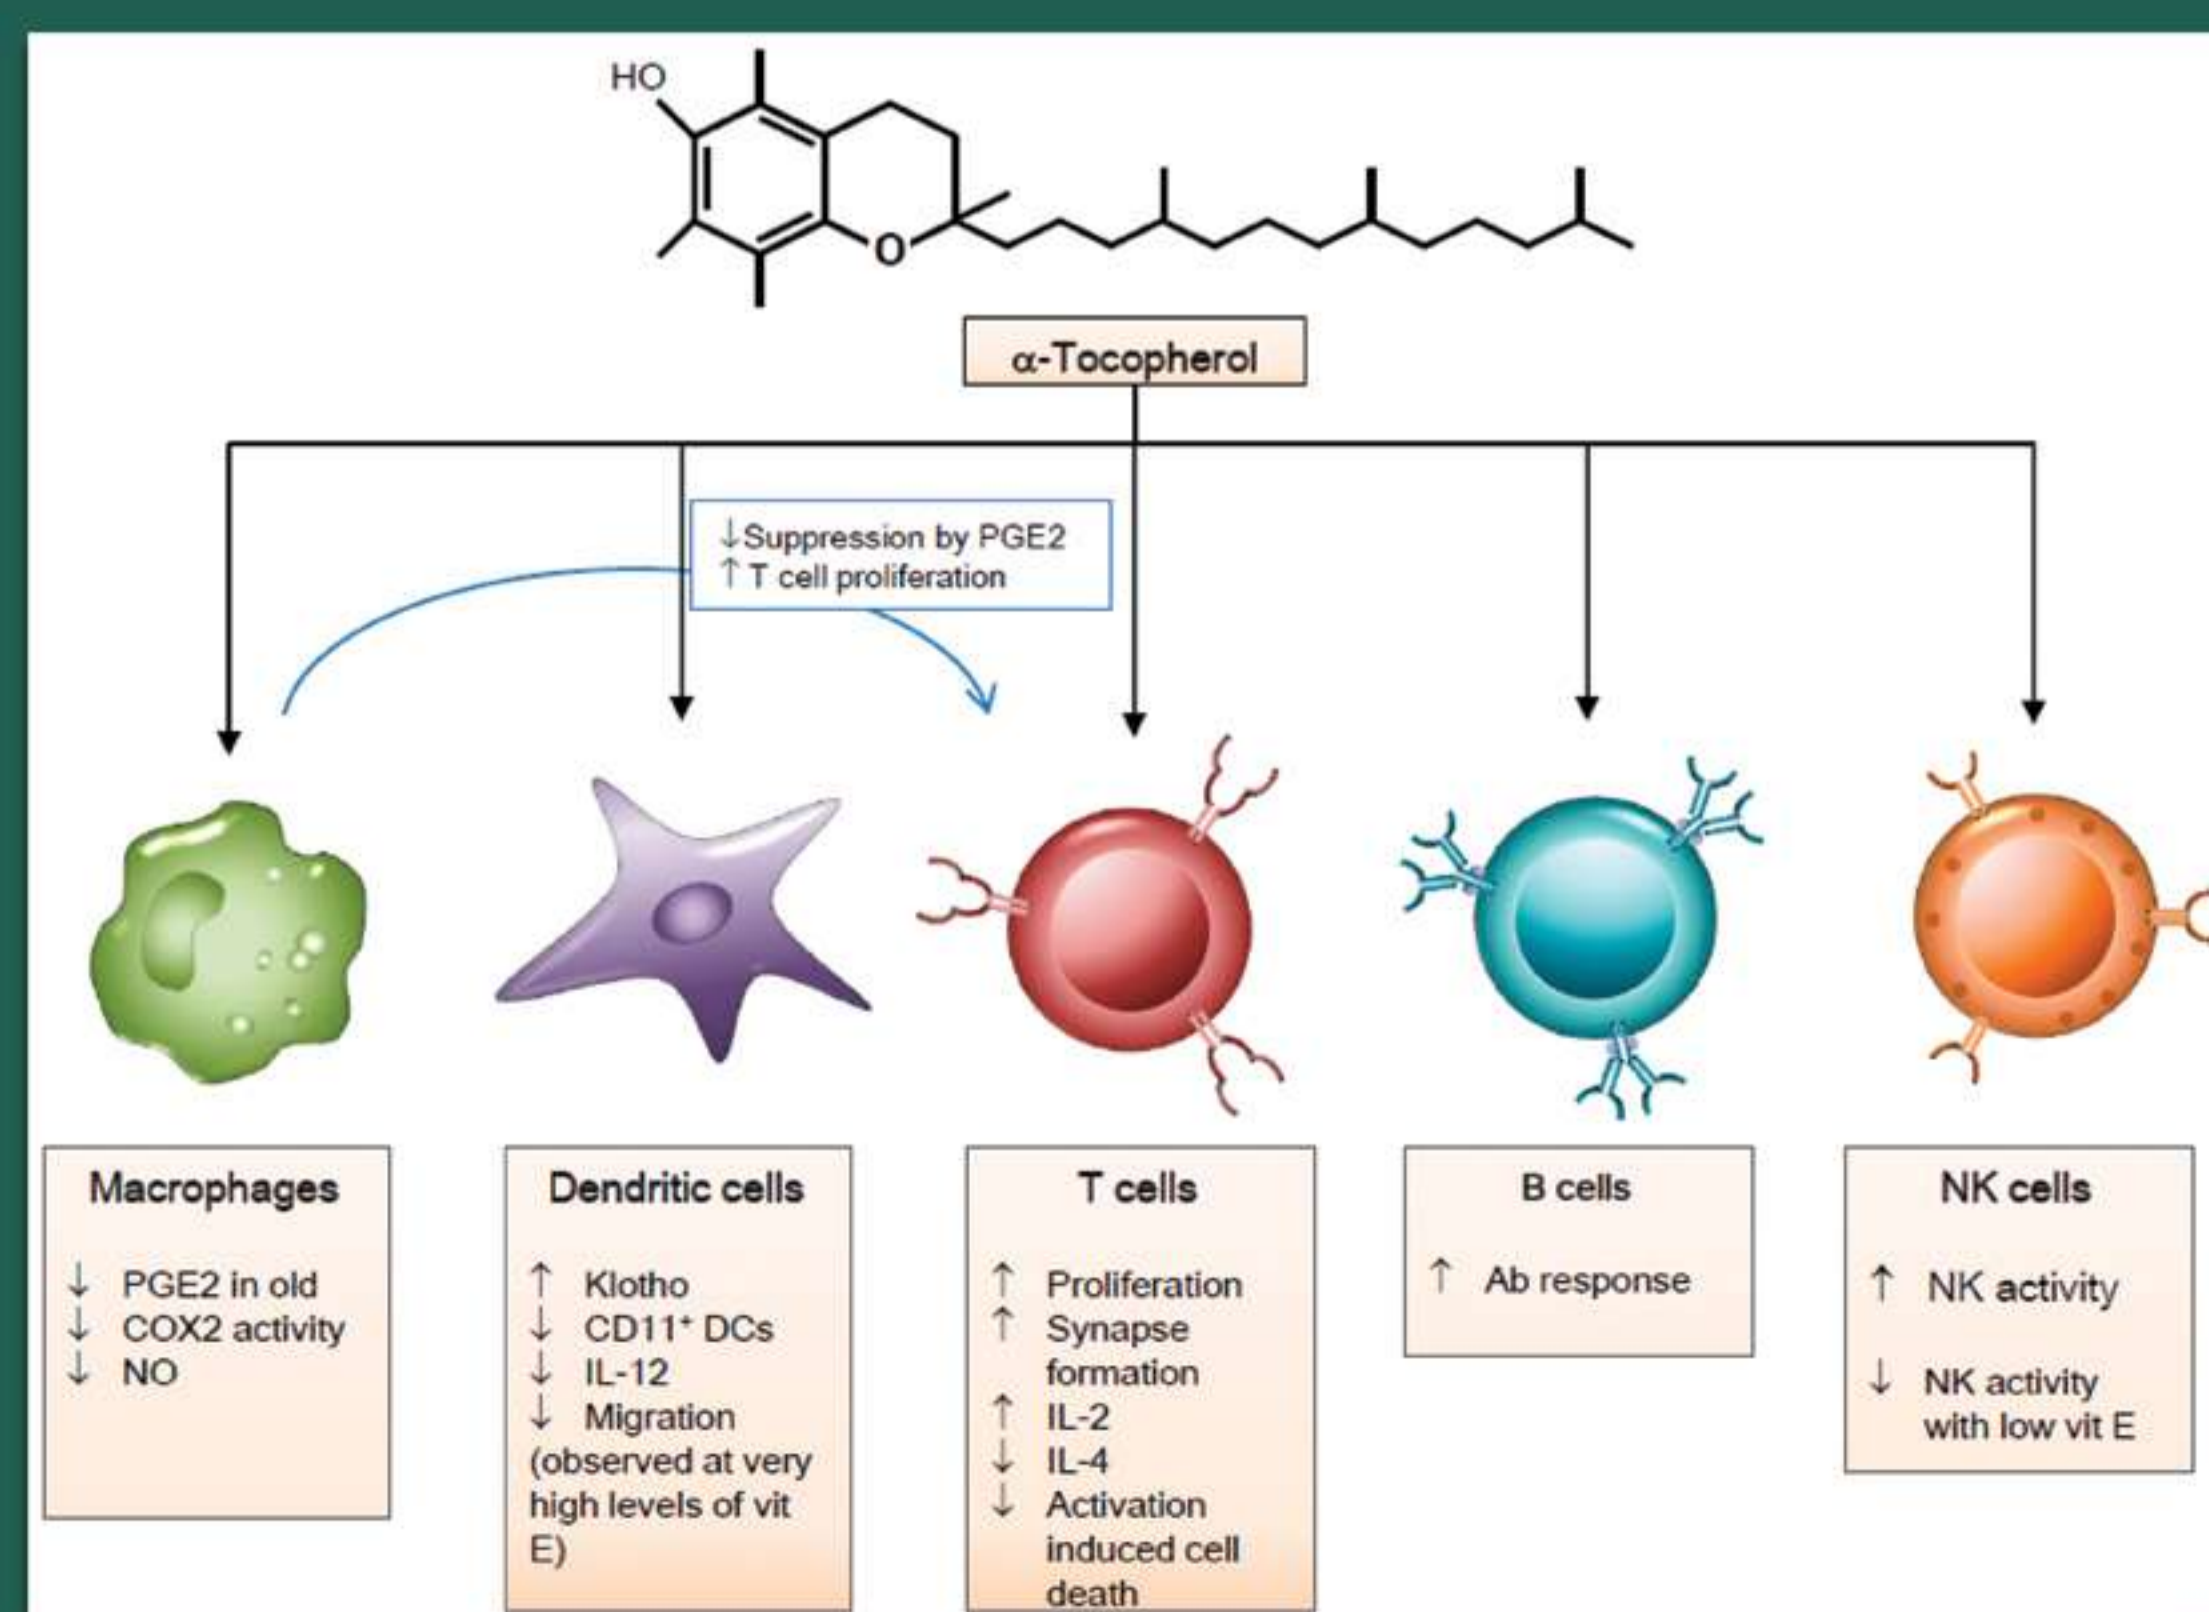 HO
O
α-Tocopherol
↓Suppression by PGE2
↑ T cell proliferation
Macrophages
↓ PGE2 in old
↓ COX2 activity
↓ NO
Dendritic cells
↑ Klotho
↓ CD11⁺ DCs
↓ IL-12
↓ Migration
(observed at very
high levels of vit
E)
T cells
↑ Proliferation
↑ Synapse
formation
↑ IL-2
↓ IL-4
↓ Activation
induced cell
death
B cells
↑ Ab response
NK cells
↑ NK activity
↓ NK activity
with low vit E